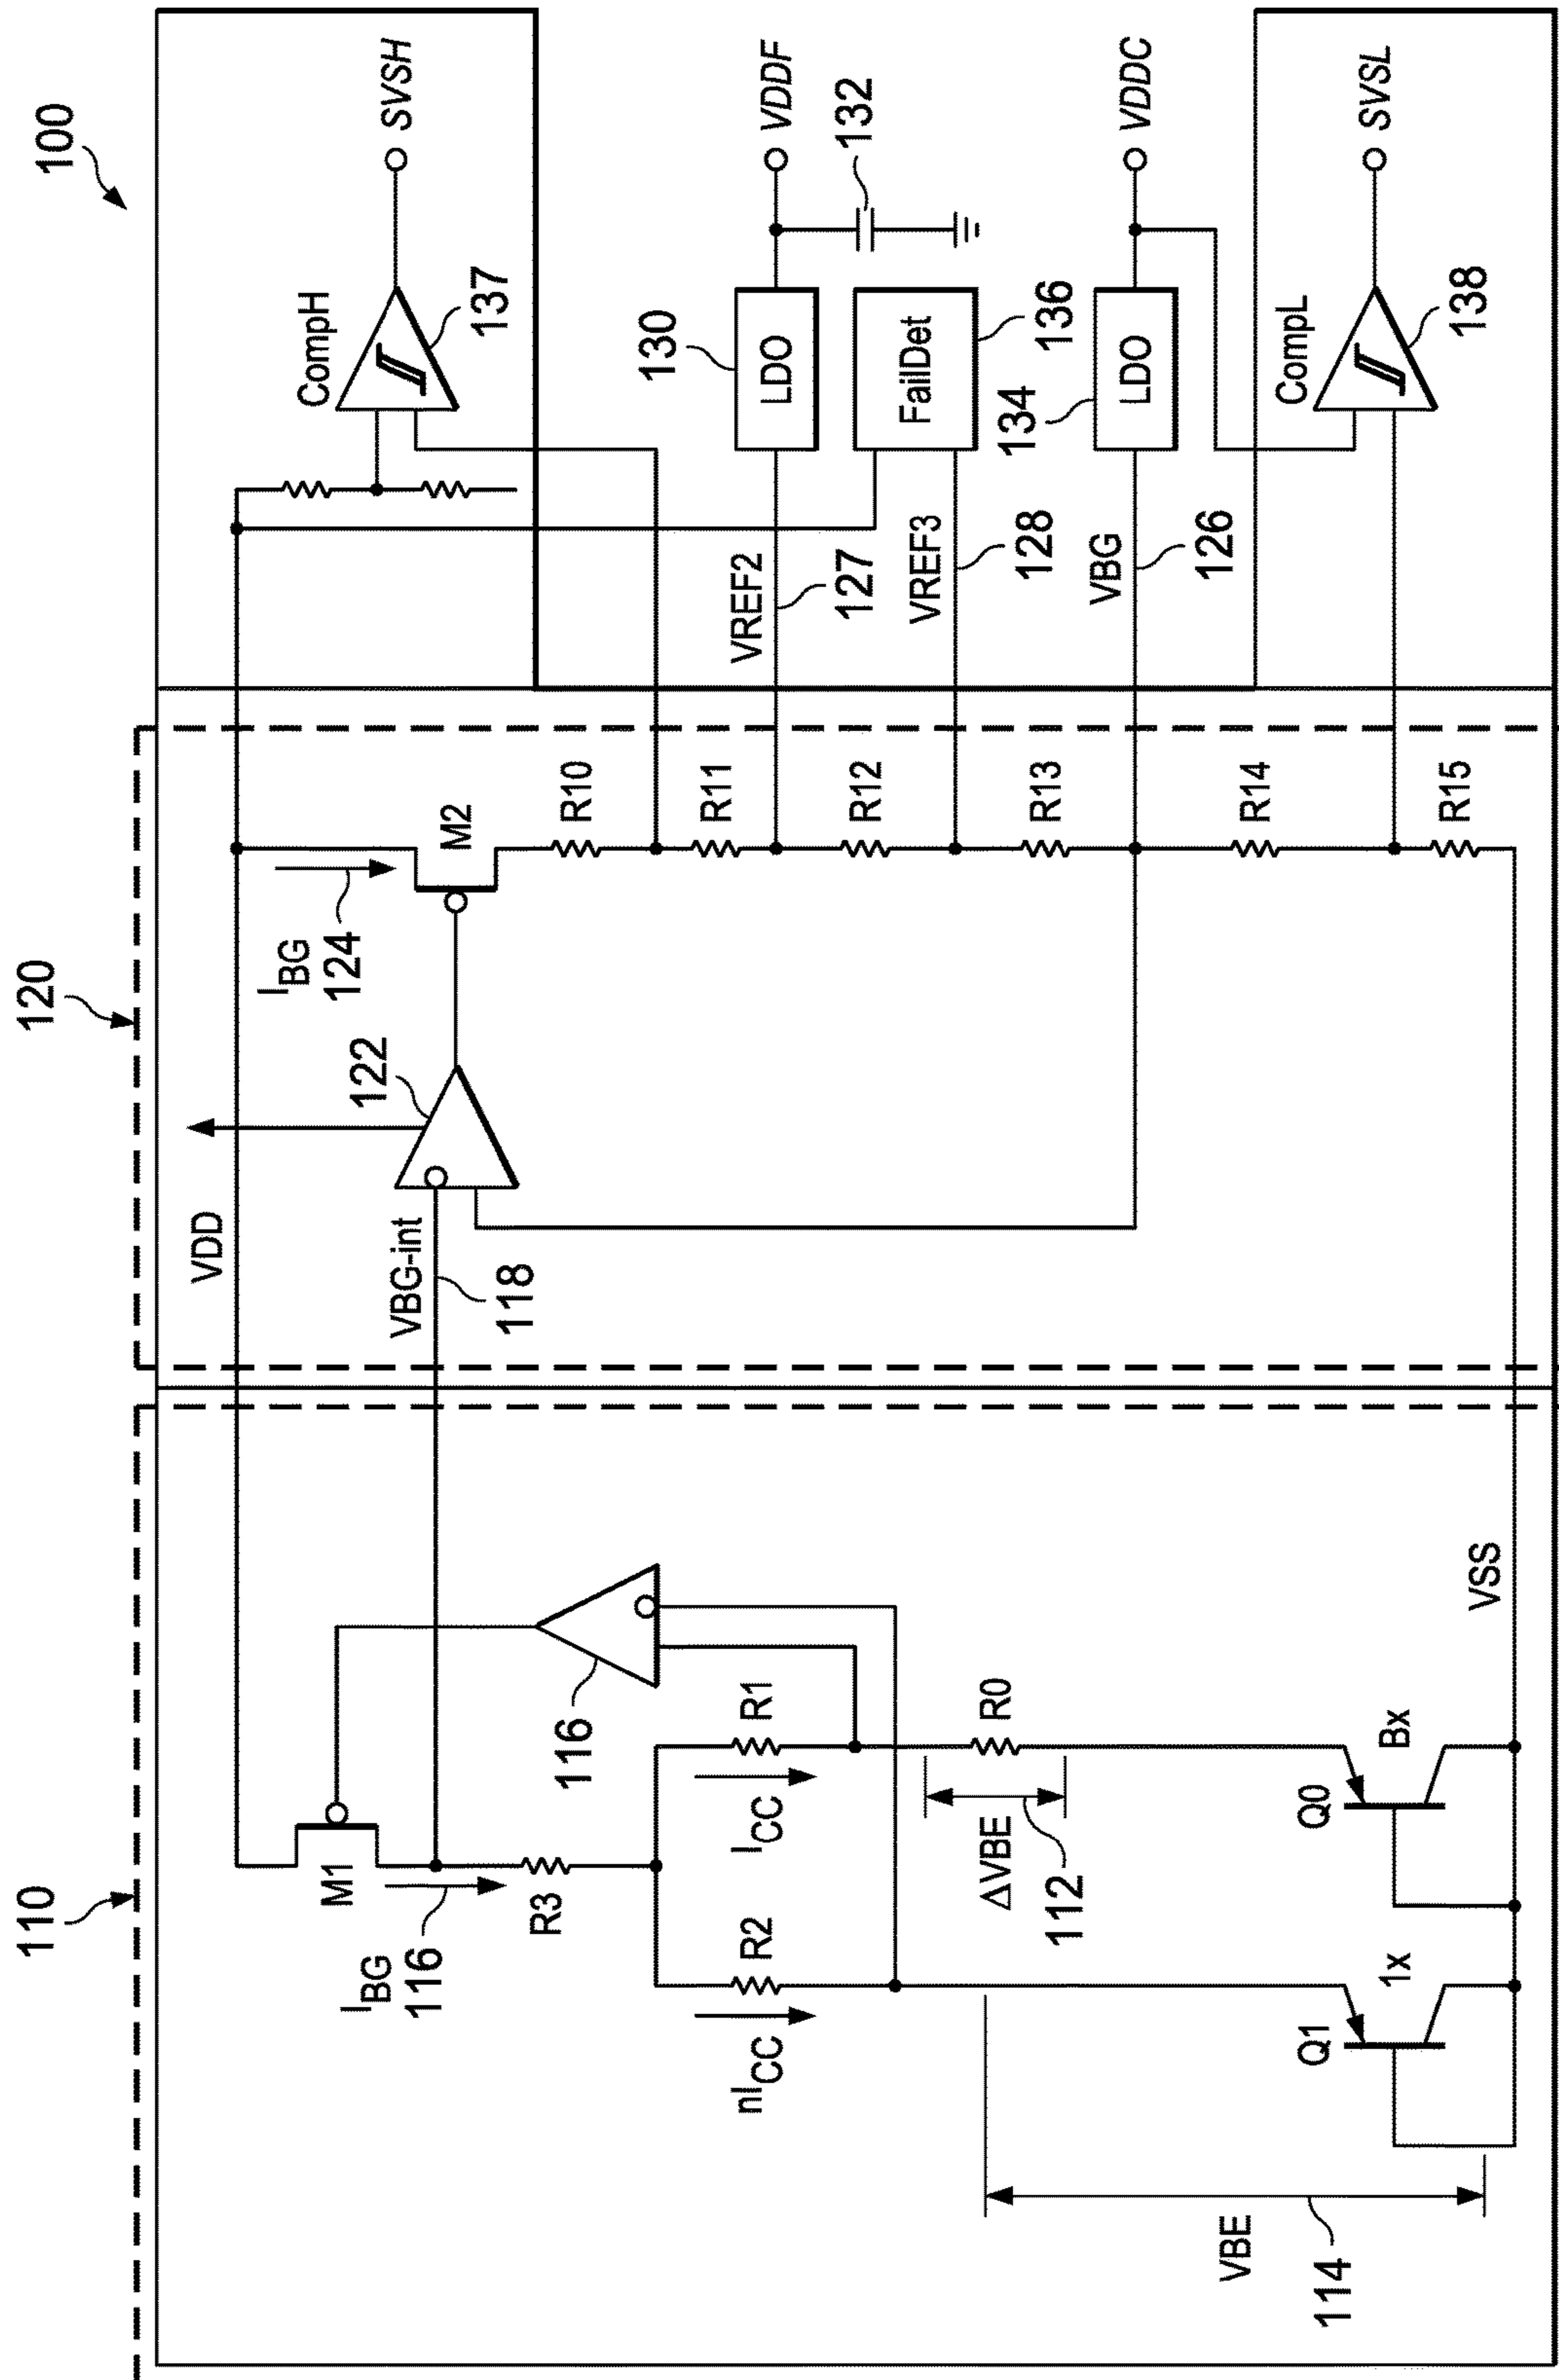 100
110
120
VDD
VBG-int
118
122
I_BG
124
M2
R10
R11
R12
R13
R14
R15
M1
I_BG
116
R3
116
R2
nI_CC
R1
I_CC
R0
ΔVBE
112
Q1
1x
Q0
Bx
VBE
114
VSS
CompH
137
SVSH
VREF2
127
130
LDO
VDDF
132
VREF3
128
FailDet
136
VBG
126
134
LDO
VDDC
CompL
138
SVSL